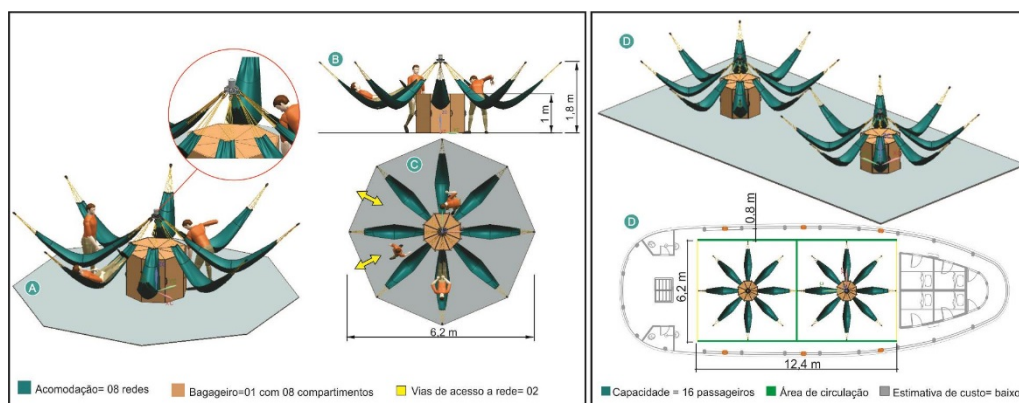 A
B
1 m
1,8 m
C
6,2 m
Acomodação= 08 redes
Bagageiro=01 com 08 compartimentos
Vias de acesso a rede= 02
D
D
0.8 m
6,2 m
12,4 m
Capacidade = 16 passageiros
Área de circulação
Estimativa de custo= baixo